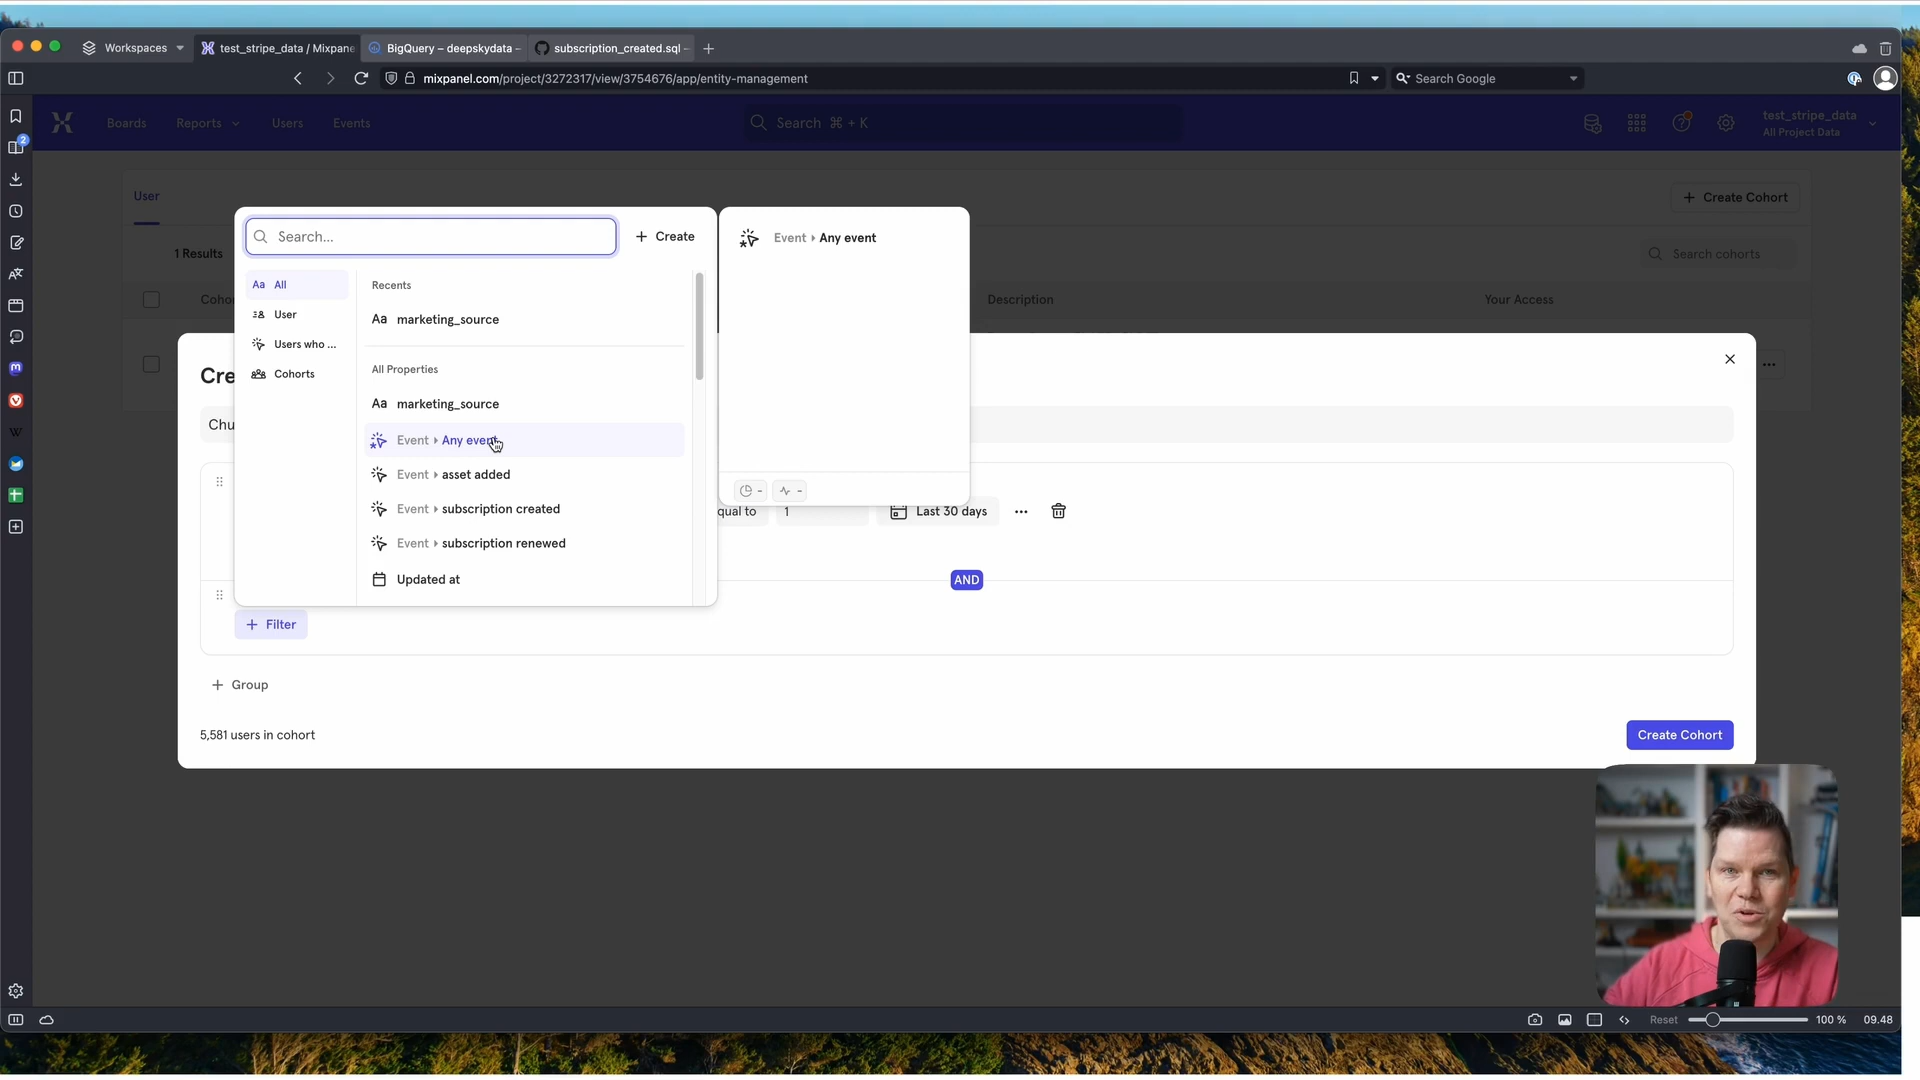 Workspaces
test_stripe_data / Mixpane
BigQuery – deepskydata -
subscription_created.sql -
mixpanel.com/project/3272317/view/3754676/app/entity-management
Search Google
2
Boards
Reports
Users
Events
Search ⌘ + K
test_stripe_data
All Project Data
User
+ Create Cohort
1 Results
Search cohorts
Cohor
Description
Your Access
Search...
+ Create
Event ▸ Any event
Aa All
User
Users who ...
Cohorts
Recents
Aa marketing_source
All Properties
Aa marketing_source
Event ▸ Any even
Event ▸ asset added
Event ▸ subscription created
Event ▸ subscription renewed
Updated at
Cre
Chu
qual to
1
Last 30 days
AND
+ Filter
+ Group
5,581 users in cohort
Create Cohort
Reset
100 %
09.48